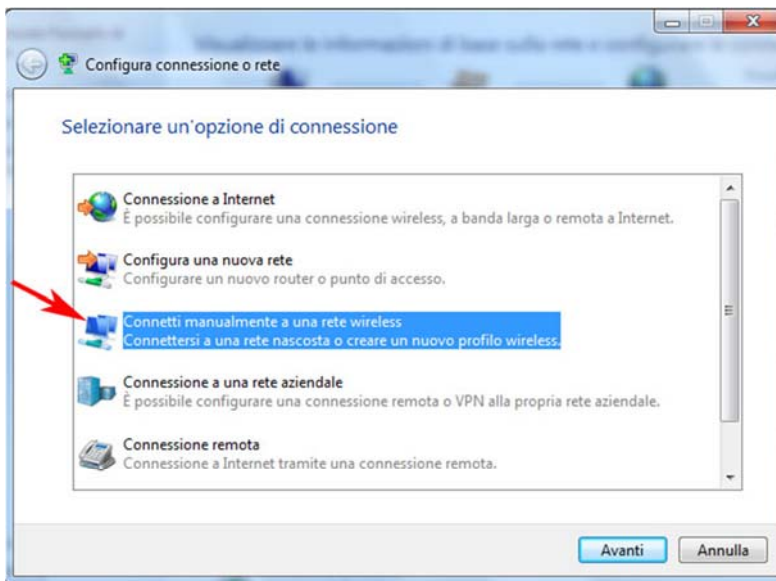 Configura connessione o rete
Selezionare un'opzione di connessione
Connessione a Internet
È possibile configurare una connessione wireless, a banda larga o remota a Internet.
Configura una nuova rete
Configurare un nuovo router o punto di accesso.
Connetti manualmente a una rete wireless
Connettersi a una rete nascosta o creare un nuovo profilo wireless.
Connessione a una rete aziendale
È possibile configurare una connessione remota o VPN alla propria rete aziendale.
Connessione remota
Connessione a Internet tramite una connessione remota.
Avanti
Annulla